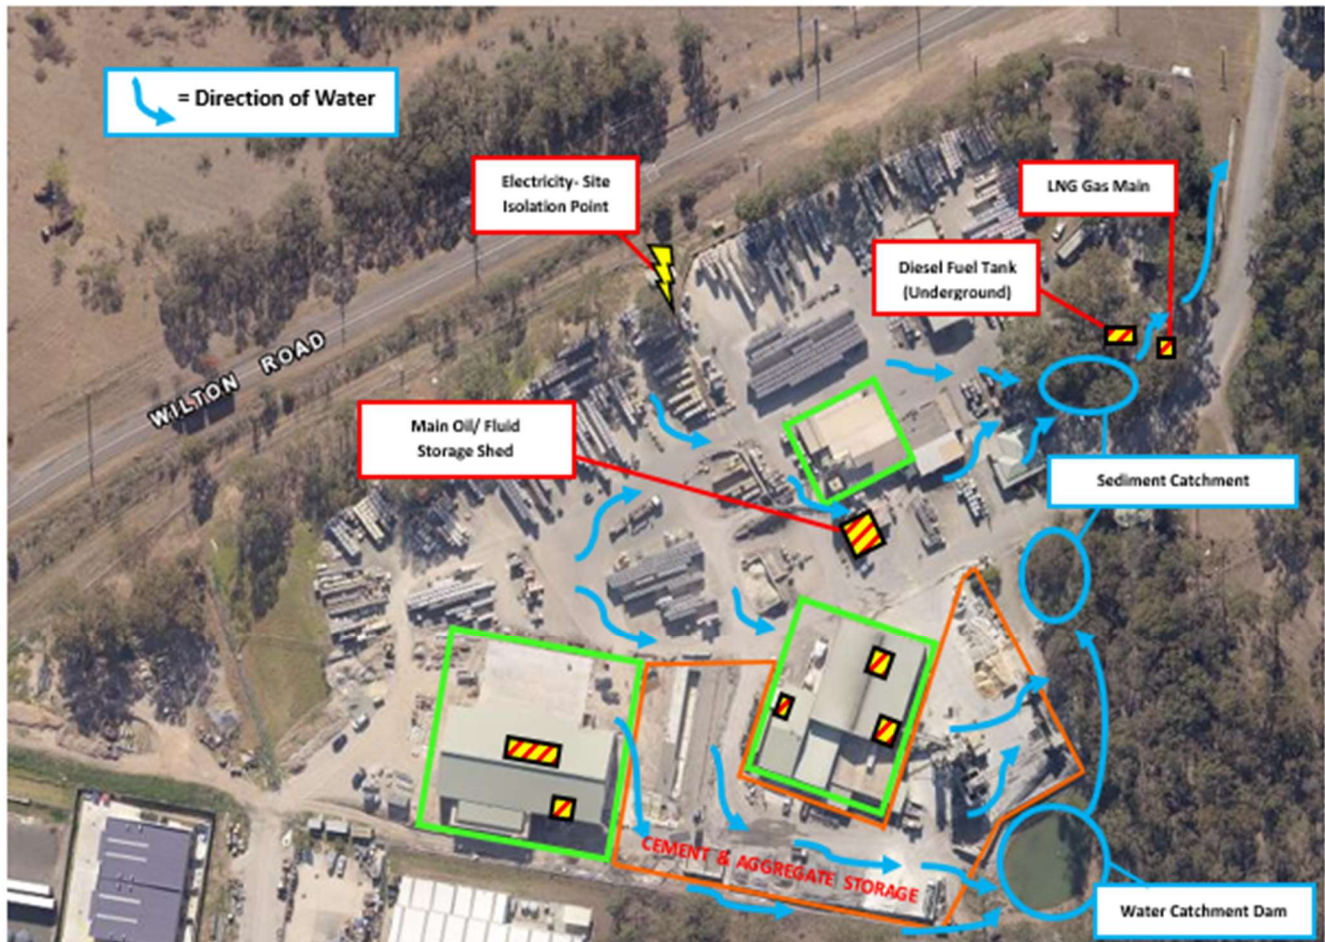 = Direction of Water
Electricity- Site
Isolation Point
LNG Gas Main
Diesel Fuel Tank
(Underground)
WILTON ROAD
Main Oil/ Fluid
Storage Shed
Sediment Catchment
CEMENT & AGGREGATE STORAGE
Water Catchment Dam